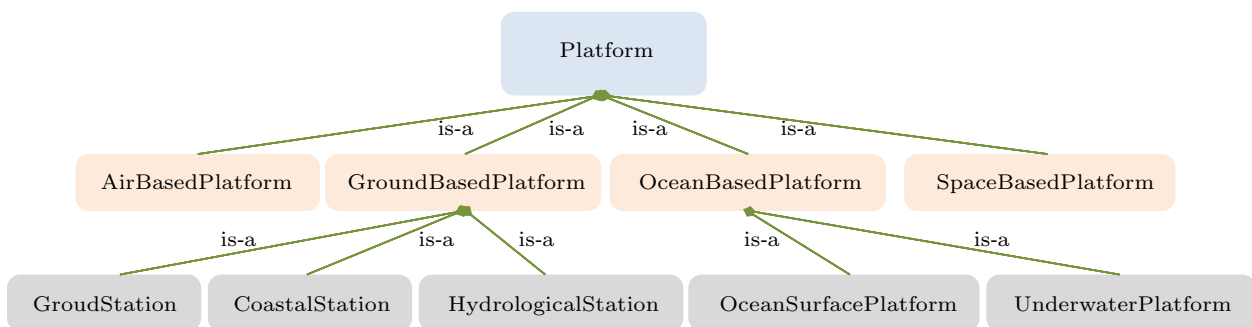 Platform
is-a is-a is-a is-a
AirBasedPlatform GroundBasedPlatform OceanBasedPlatform SpaceBasedPlatform
is-a is-a is-a is-a is-a
GroudStation CoastalStation HydrologicalStation OceanSurfacePlatform UnderwaterPlatform